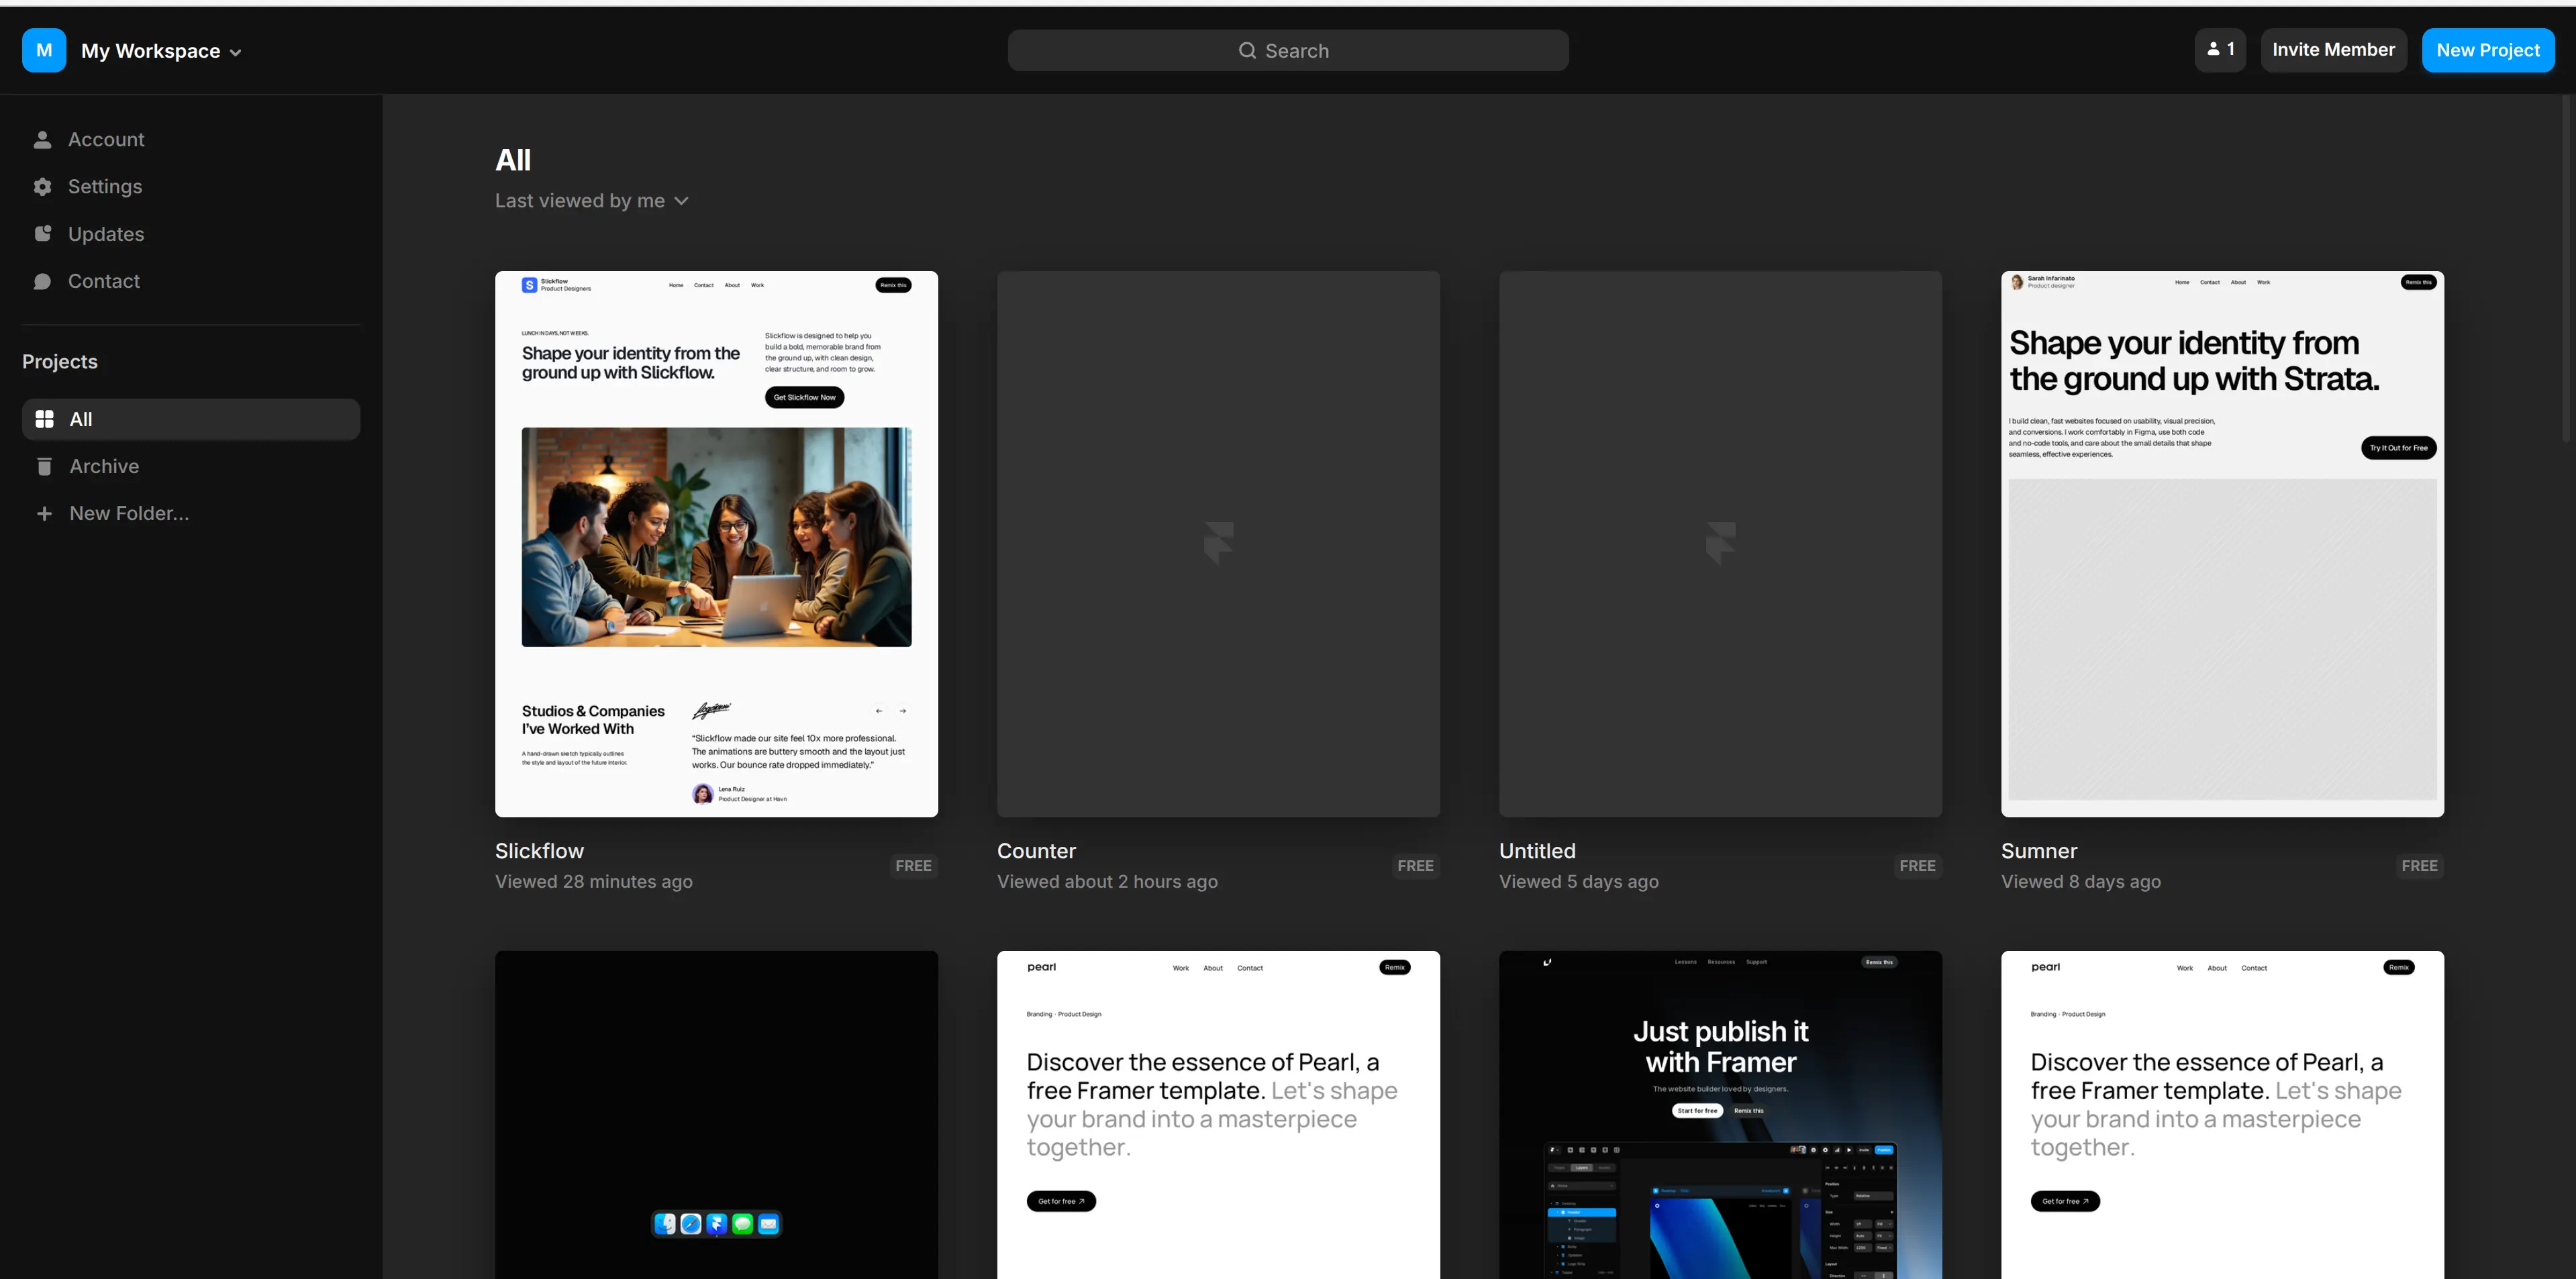 M My Workspace
Search
1
Invite Member
New Project
Account
Settings
Updates
Contact
Projects
All
Archive
New Folder...
All
Last viewed by me
S
Slickflow
Product Designers
Home Contact About Work
Remix this
LUNCH IN DAYS, NOT WEEKS.
Shape your identity from the
ground up with Slickflow.
Slickflow is designed to help you
build a bold, memorable brand from
the ground up, with clean design,
clear structure, and room to grow.
Get Slickflow Now
Studios & Companies
I've Worked With
A hand-drawn sketch typically outlines
the style and layout of the future interior.
"Slickflow made our site feel 10x more professional.
The animations are buttery smooth and the layout just
works. Our bounce rate dropped immediately."
Lena Ruiz
Product Designer at Havn
Slickflow
Viewed 28 minutes ago
FREE
Counter
Viewed about 2 hours ago
FREE
Untitled
Viewed 5 days ago
FREE
Sarah Infarinato
Product designer
Home Contact About Work
Remix this
Shape your identity from
the ground up with Strata.
I build clean, fast websites focused on usability, visual precision,
and conversions. I work comfortably in Figma, use both code
and no-code tools, and care about the small details that shape
seamless, effective experiences.
Try It Out for Free
Sumner
Viewed 8 days ago
FREE
pearl
Work About Contact
Remix
Branding · Product Design
Discover the essence of Pearl, a
free Framer template. Let's shape
your brand into a masterpiece
together.
Get for free
Lessons Resources Support
Remix this
Just publish it
with Framer
The website builder loved by designers.
Start for free
Remix this
pearl
Work About Contact
Remix
Branding · Product Design
Discover the essence of Pearl, a
free Framer template. Let's shape
your brand into a masterpiece
together.
Get for free